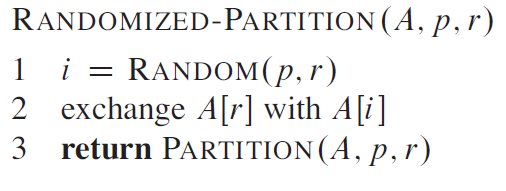 RANDOMIZED-PARTITION(A, p, r)
1 i = RANDOM(p, r)
2 exchange A[r] with A[i]
3 return PARTITION(A, p, r)